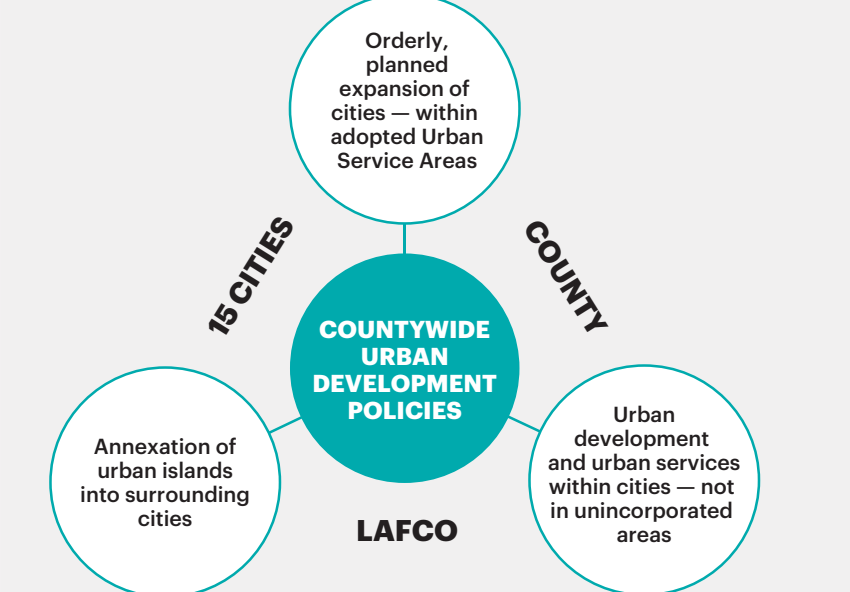 Orderly,
planned
expansion of
cities — within
adopted Urban
Service Areas
15 CITIES
COUNTY
COUNTYWIDE
URBAN
DEVELOPMENT
POLICIES
Annexation of
urban islands
into surrounding
cities
Urban
development
and urban services
within cities — not
in unincorporated
areas
LAFCO